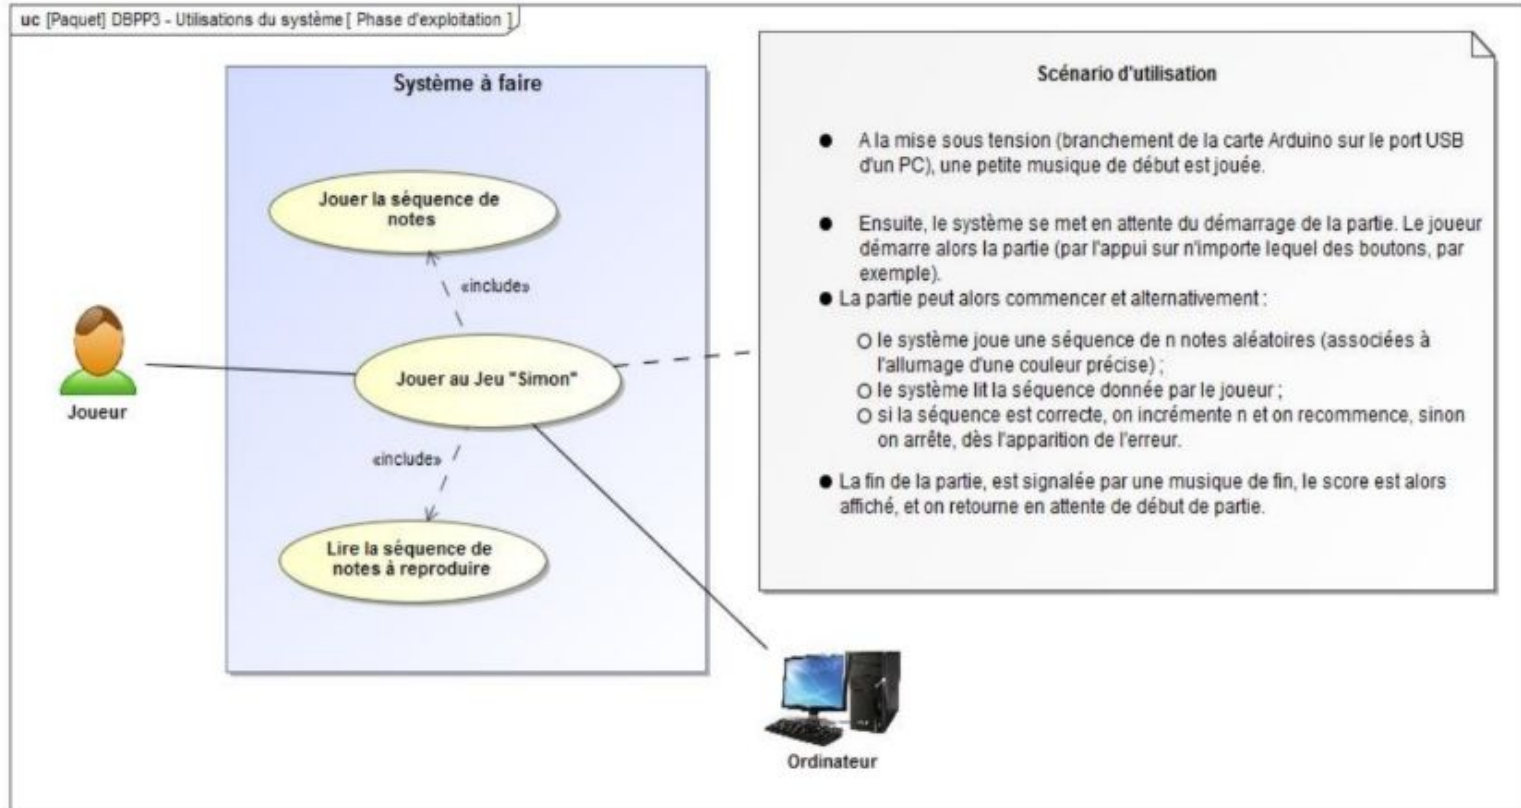 uc [Paquet] DBPP3 - Utilisations du système [ Phase d'exploitation ]
Système à faire
Jouer la séquence de
notes
«include»
Jouer au Jeu "Simon"
Joueur
«include»
Lire la séquence de
notes à reproduire
Ordinateur
Scénario d'utilisation
● A la mise sous tension (branchement de la carte Arduino sur le port USB
d'un PC), une petite musique de début est jouée.
● Ensuite, le système se met en attente du démarrage de la partie. Le joueur
démarre alors la partie (par l'appui sur n'importe lequel des boutons, par
exemple).
● La partie peut alors commencer et alternativement :
○ le système joue une séquence de n notes aléatoires (associées à
l'allumage d'une couleur précise) ;
○ le système lit la séquence donnée par le joueur ;
○ si la séquence est correcte, on incrémente n et on recommence, sinon
on arrête, dès l'apparition de l'erreur.
● La fin de la partie, est signalée par une musique de fin, le score est alors
affiché, et on retourne en attente de début de partie.